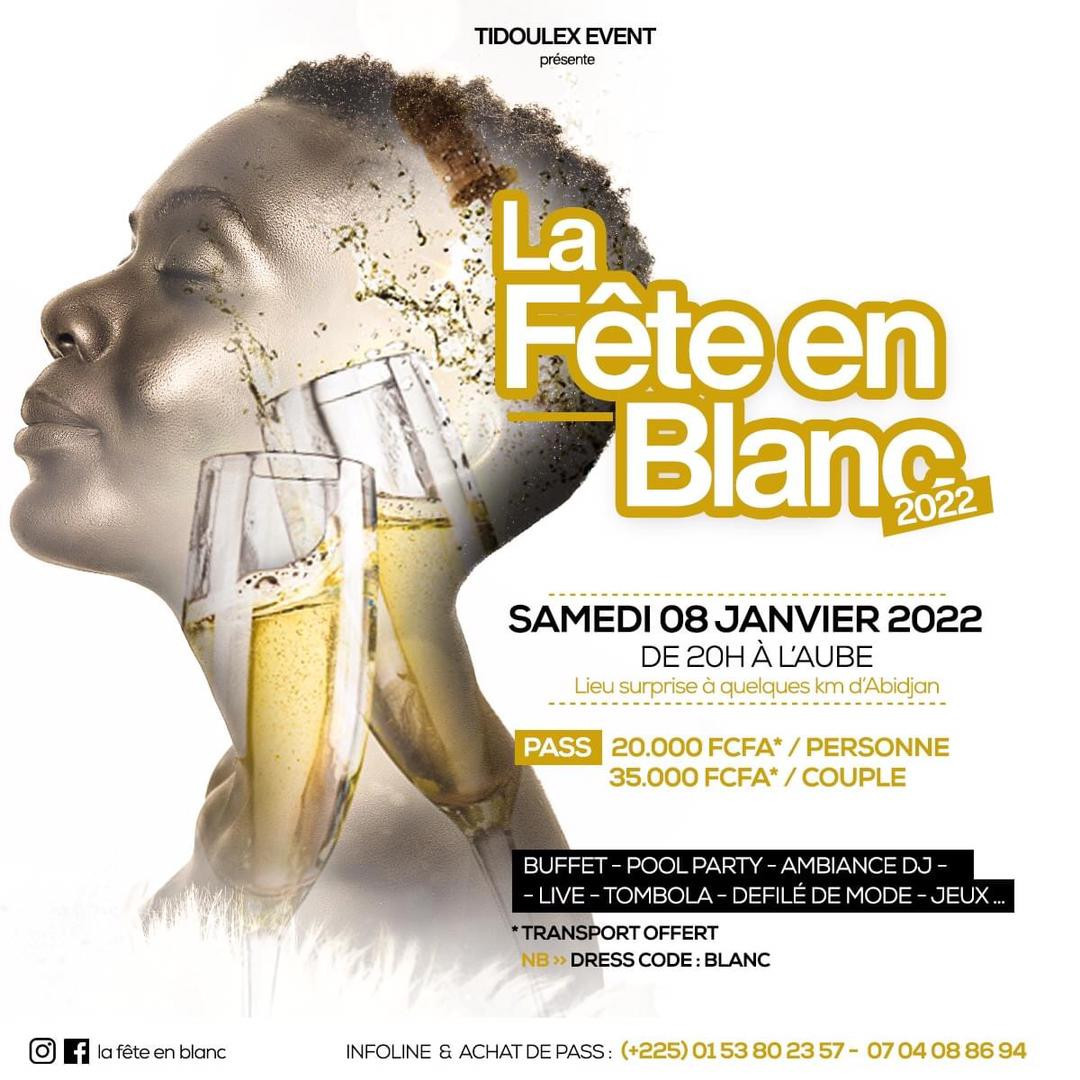 TIDOULEX EVENT
présente
La
Fête en
Blanc
2022
SAMEDI 08 JANVIER 2022
DE 20H À L'AUBE
Lieu surprise à quelques km d'Abidjan
PASS 20.000 FCFA* / PERSONNE
35.000 FCFA* / COUPLE
BUFFET - POOL PARTY - AMBIANCE DJ -
- LIVE - TOMBOLA - DEFILÉ DE MODE - JEUX ...
* TRANSPORT OFFERT
NB >> DRESS CODE : BLANC
la fête en blanc
INFOLINE & ACHAT DE PASS : (+225) 01 53 80 23 57 - 07 04 08 86 94